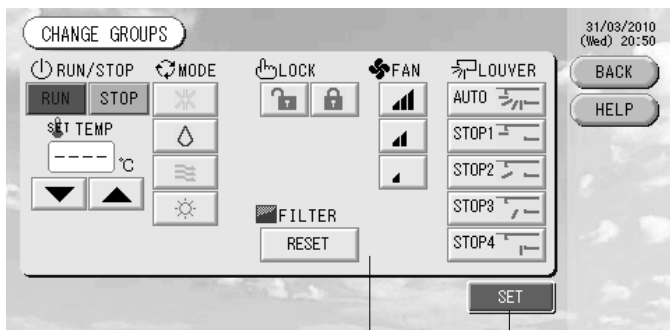 CHANGE GROUPS
31/03/2010
(Wed) 20:50
RUN/STOP
MODE
LOCK
FAN
LOUVER
BACK
HELP
RUN
STOP
SET TEMP
---- °C
FILTER
RESET
AUTO
STOP1
STOP2
STOP3
STOP4
SET